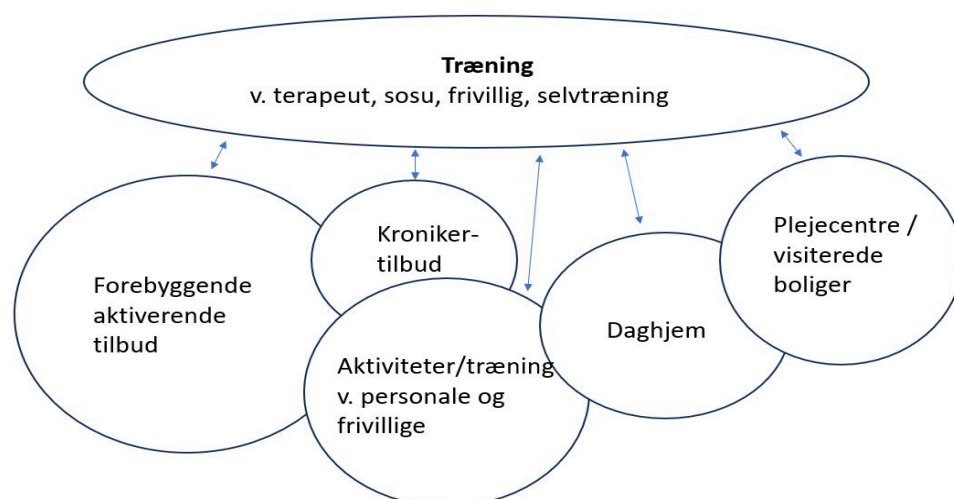 Træning
v. terapeut, sosu, frivillig, selvtræning
Kroniker-
tilbud
Plejecentre /
visiterede
boliger
Forebyggende
aktiverende
tilbud
Daghjem
Aktiviteter/træning
v. personale og
frivillige